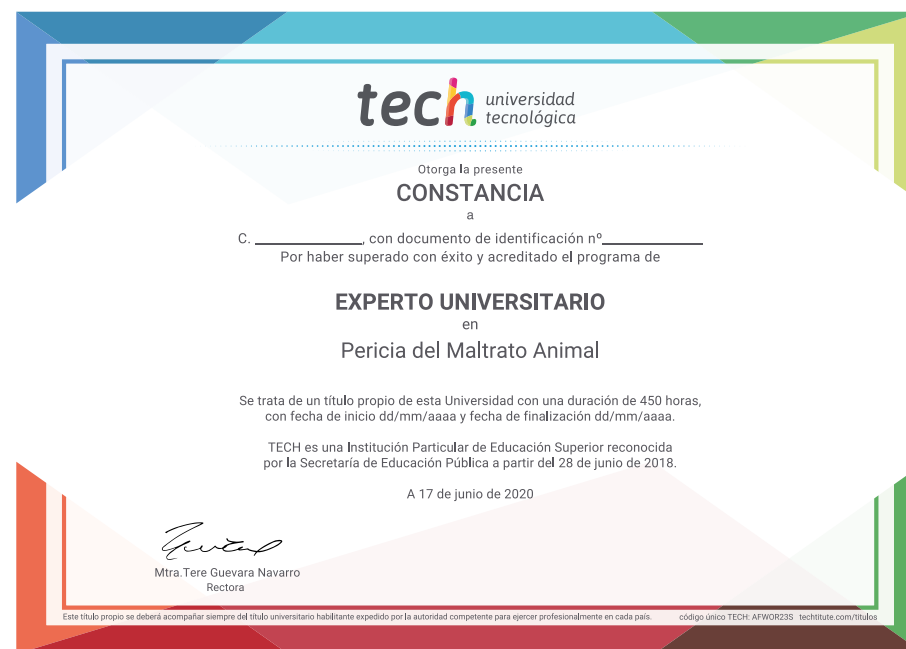 tech universidad
tecnológica
Otorga la presente
CONSTANCIA
a
C. ____________, con documento de identificación nº____________
Por haber superado con éxito y acreditado el programa de
EXPERTO UNIVERSITARIO
en
Pericia del Maltrato Animal
Se trata de un título propio de esta Universidad con una duración de 450 horas,
con fecha de inicio dd/mm/aaaa y fecha de finalización dd/mm/aaaa.
TECH es una Institución Particular de Educación Superior reconocida
por la Secretaría de Educación Pública a partir del 28 de junio de 2018.
A 17 de junio de 2020
Mtra.Tere Guevara Navarro
Rectora
Este título propio se deberá acompañar siempre del título universitario habilitante expedido por la autoridad competente para ejercer profesionalmente en cada país. código único TECH: AFWOR23S techtitute.com/titulos